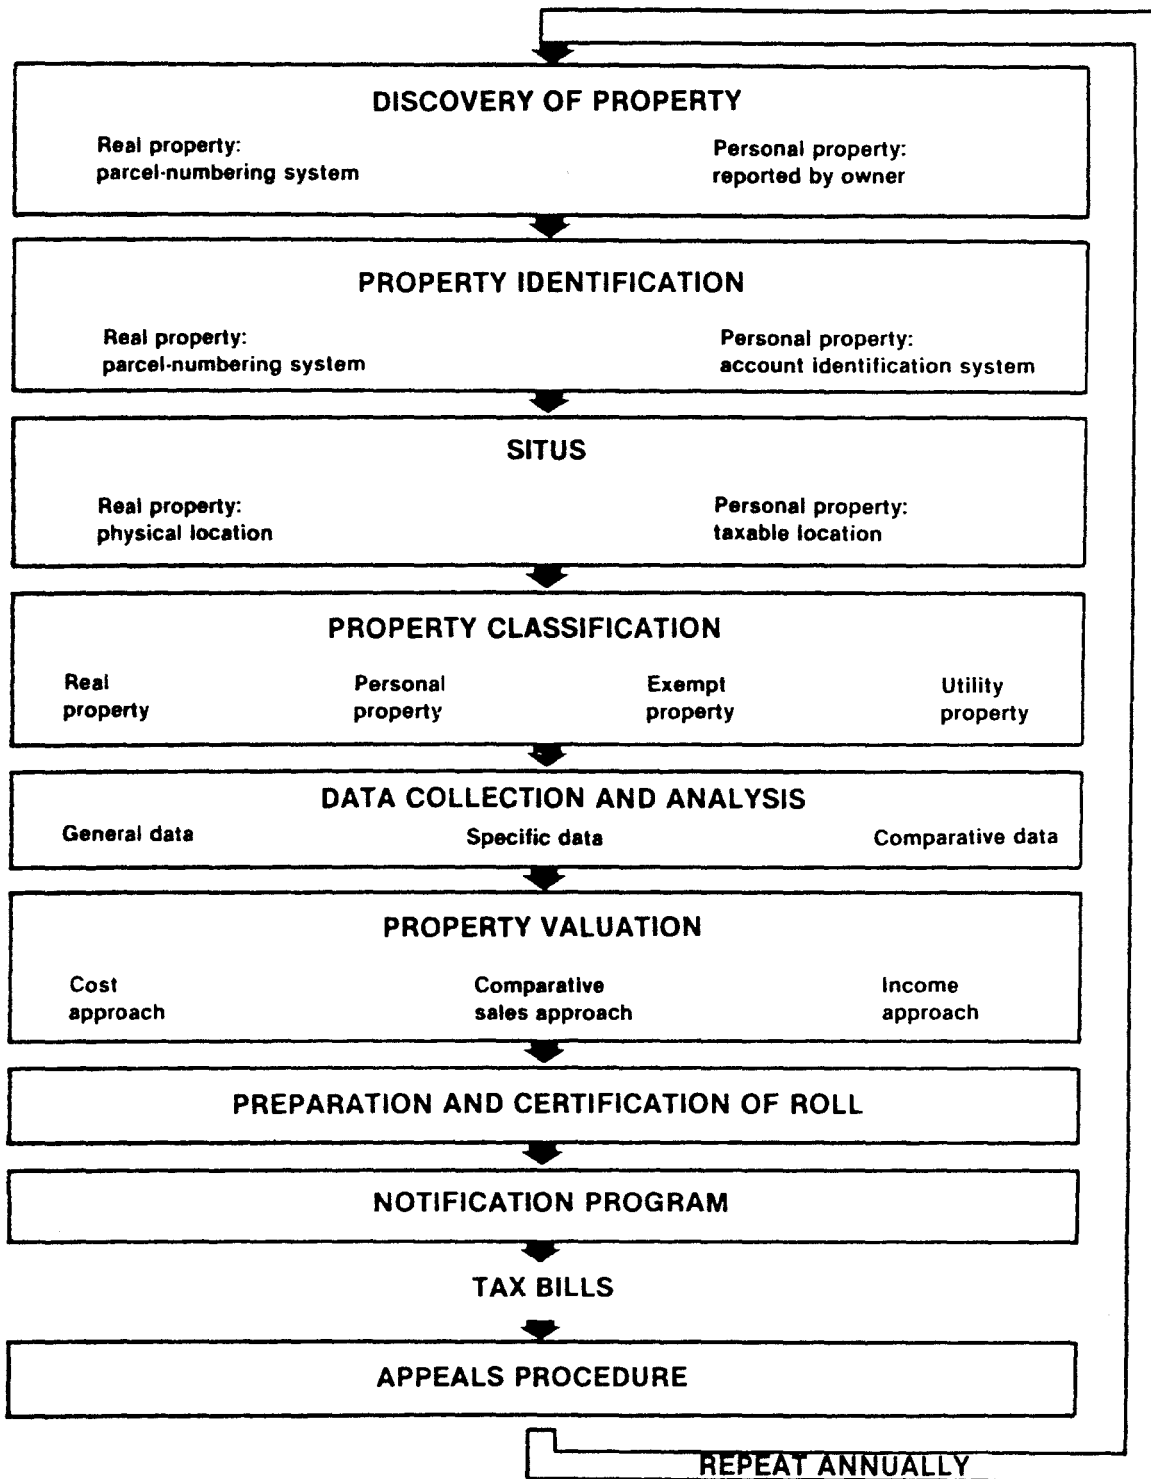 DISCOVERY OF PROPERTY
Real property:
parcel-numbering system
Personal property:
reported by owner
PROPERTY IDENTIFICATION
Real property:
parcel-numbering system
Personal property:
account identification system
SITUS
Real property:
physical location
Personal property:
taxable location
PROPERTY CLASSIFICATION
Real
property
Personal
property
Exempt
property
Utility
property
DATA COLLECTION AND ANALYSIS
General data
Specific data
Comparative data
PROPERTY VALUATION
Cost
approach
Comparative
sales approach
Income
approach
PREPARATION AND CERTIFICATION OF ROLL
NOTIFICATION PROGRAM
TAX BILLS
APPEALS PROCEDURE
REPEAT ANNUALLY